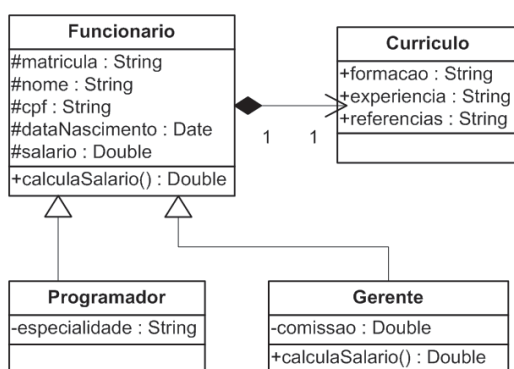 Funcionario
#matricula : String
#nome : String
#cpf : String
#dataNascimento : Date
#salario : Double
+calculaSalario() : Double
1
1
Curriculo
+formacao : String
+experiencia : String
+referencias : String
Programador
-especialidade : String
Gerente
-comissao : Double
+calculaSalario() : Double